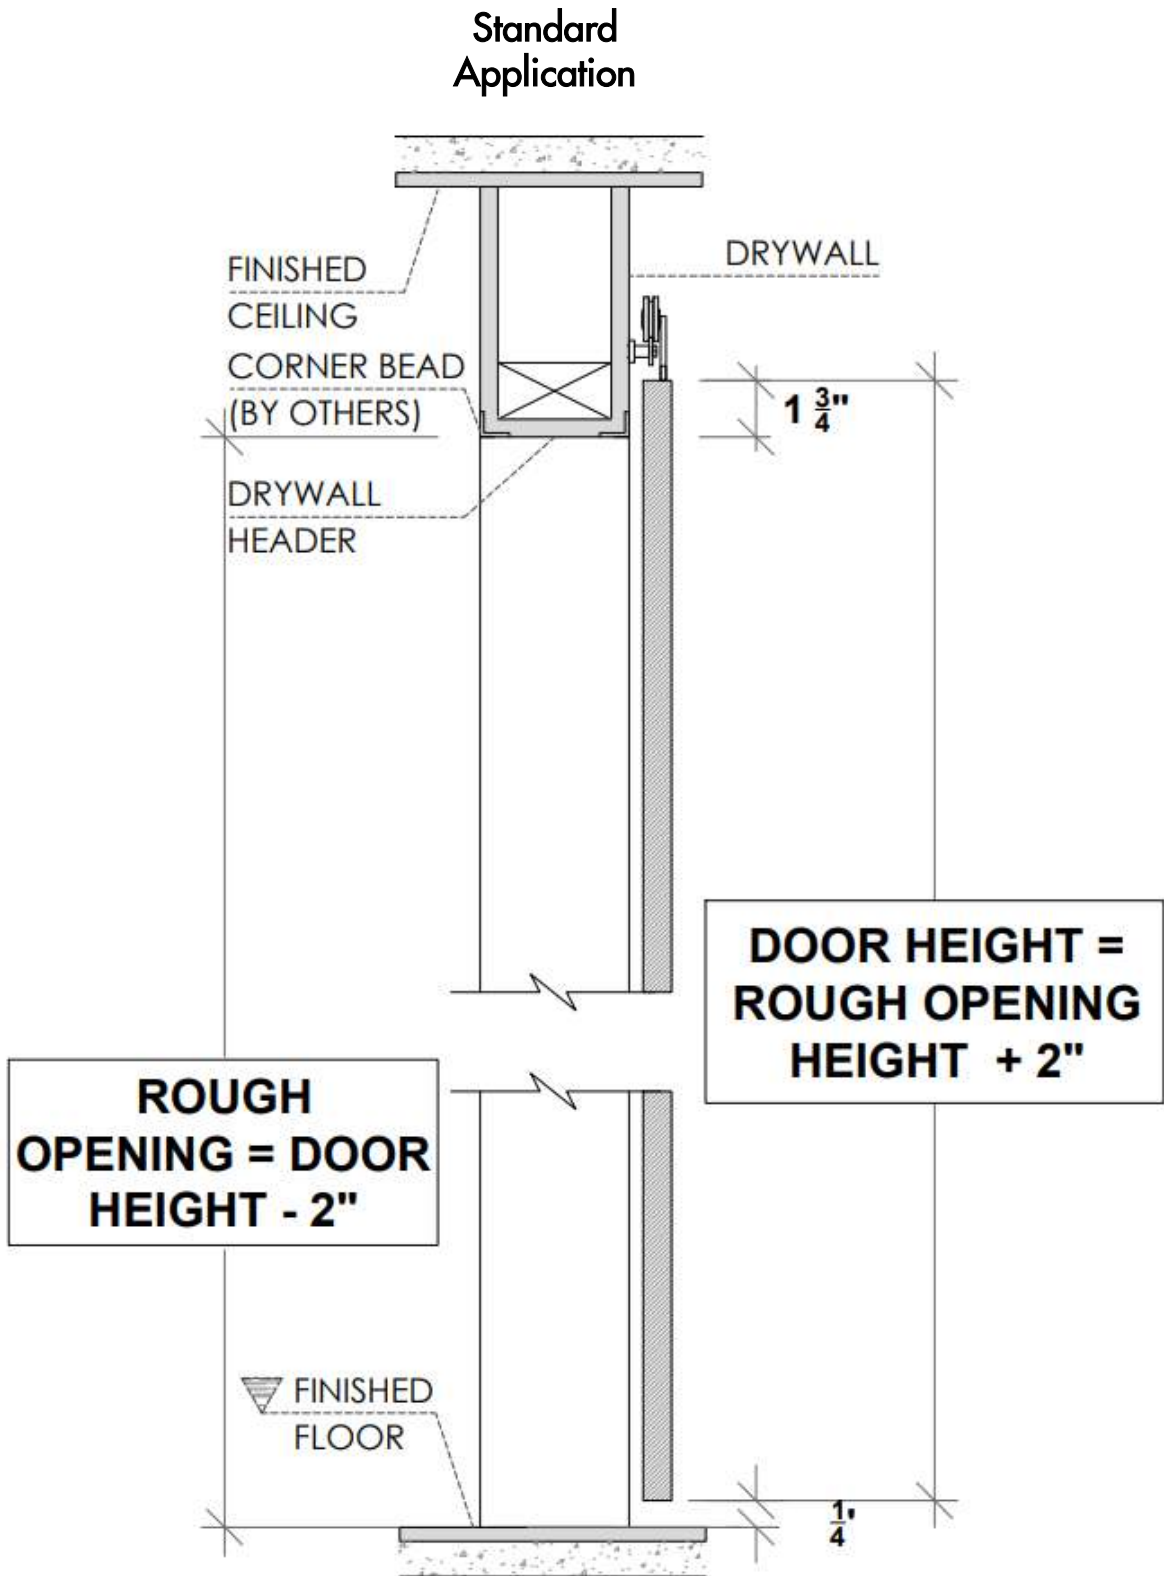 Standard
Application
DRYWALL
FINISHED
CEILING
CORNER BEAD
(BY OTHERS)
1 3/4"
DRYWALL
HEADER
DOOR HEIGHT =
ROUGH OPENING
HEIGHT + 2"
ROUGH
OPENING = DOOR
HEIGHT - 2"
FINISHED
FLOOR
1/4'